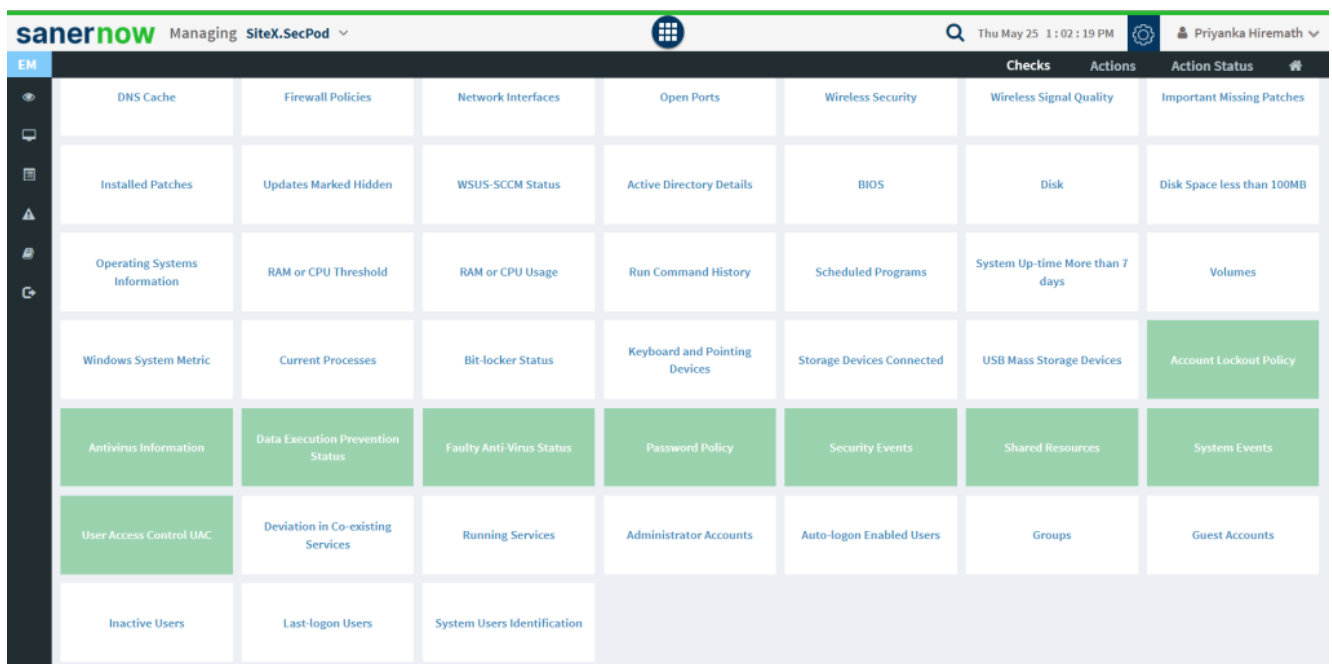 sanernow Managing SiteX.SecPod Thu May 25 1:02:19 PM Priyanka Hiremath
EM Checks Actions Action Status
DNS Cache Firewall Policies Network Interfaces Open Ports Wireless Security Wireless Signal Quality Important Missing Patches
Installed Patches Updates Marked Hidden WSUS-SCCM Status Active Directory Details BIOS Disk Disk Space less than 100MB
Operating Systems
Information
RAM or CPU Threshold RAM or CPU Usage Run Command History Scheduled Programs
System Up-time More than 7
days
Volumes
Windows System Metric Current Processes Bit-locker Status
Keyboard and Pointing
Devices
Storage Devices Connected USB Mass Storage Devices Account Lockout Policy
Antivirus Information
Data Execution Prevention
Status
Faulty Anti-Virus Status Password Policy Security Events Shared Resources System Events
User Access Control UAC
Deviation in Co-existing
Services
Running Services Administrator Accounts Auto-logon Enabled Users Groups Guest Accounts
Inactive Users Last-logon Users System Users Identification